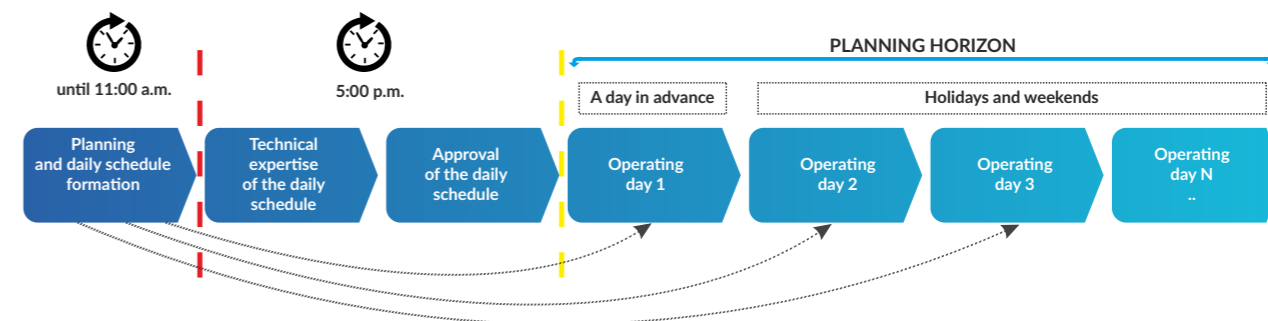 PLANNING HORIZON
until 11:00 a.m.
5:00 p.m.
A day in advance
Holidays and weekends
Planning
and daily schedule
formation
Technical
expertise
of the daily
schedule
Approval
of the daily
schedule
Operating
day 1
Operating
day 2
Operating
day 3
Operating
day N
..